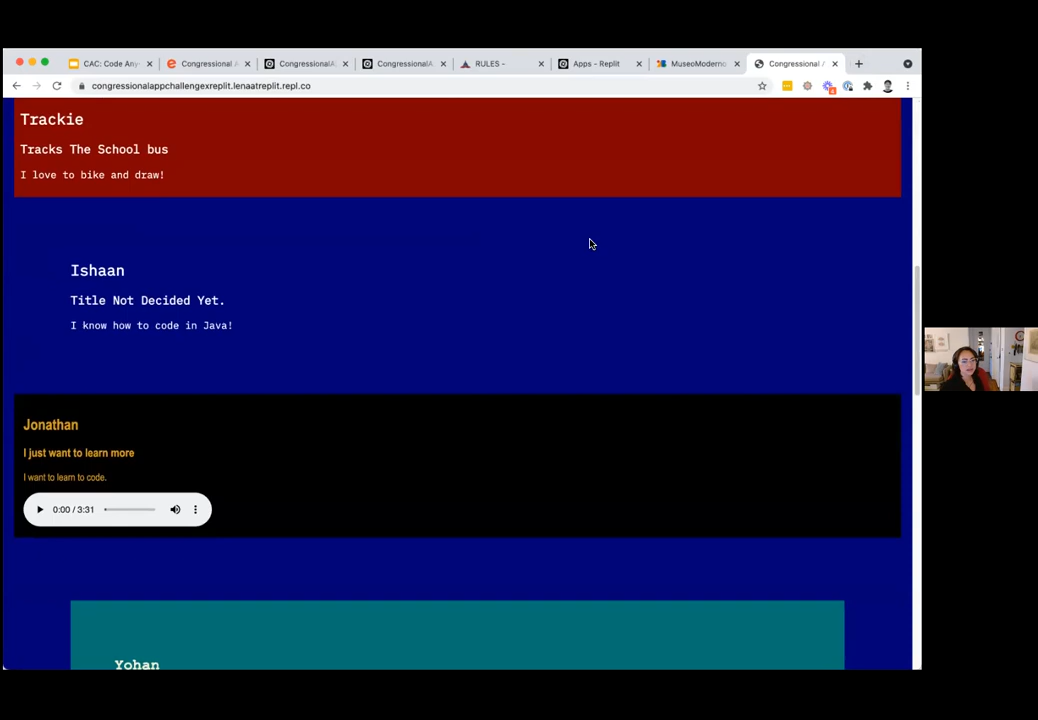 CAC: Code Any
Congressional A
CongressionalA
CongressionalA
RULES -
Apps - Replit
MuseoModerno
Congressional A
congressionalappchallengexreplit.lenaatreplit.repl.co
Trackie
Tracks The School bus
I love to bike and draw!
Ishaan
Title Not Decided Yet.
I know how to code in Java!
Jonathan
I just want to learn more
I want to learn to code.
0:00 / 3:31
Yohan